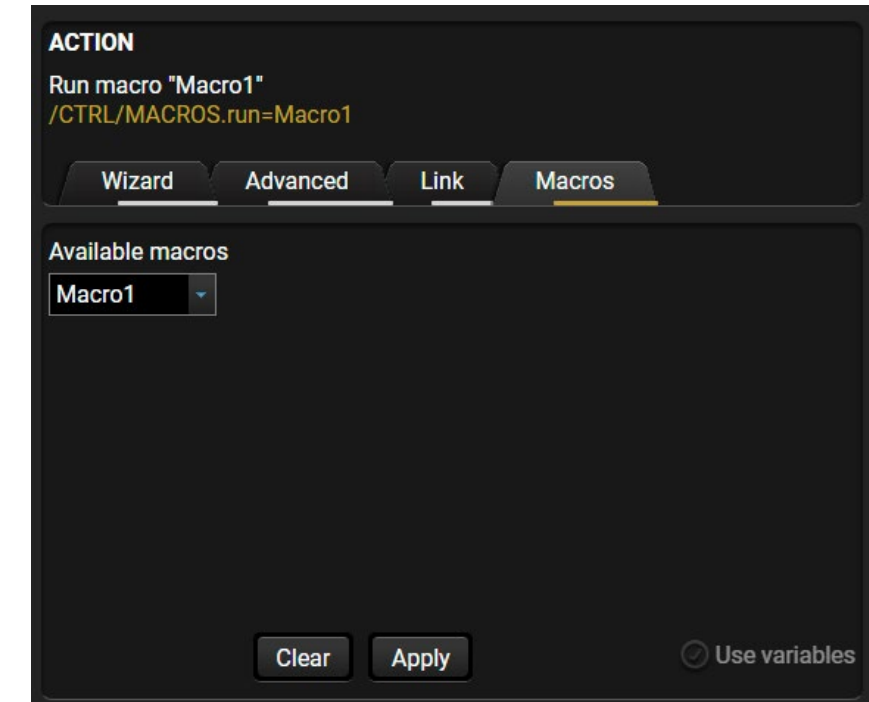 ACTION
Run macro "Macro1"
/CTRL/MACROS.run=Macro1
Wizard Advanced Link Macros
Available macros
Macro1
Clear Apply Use variables